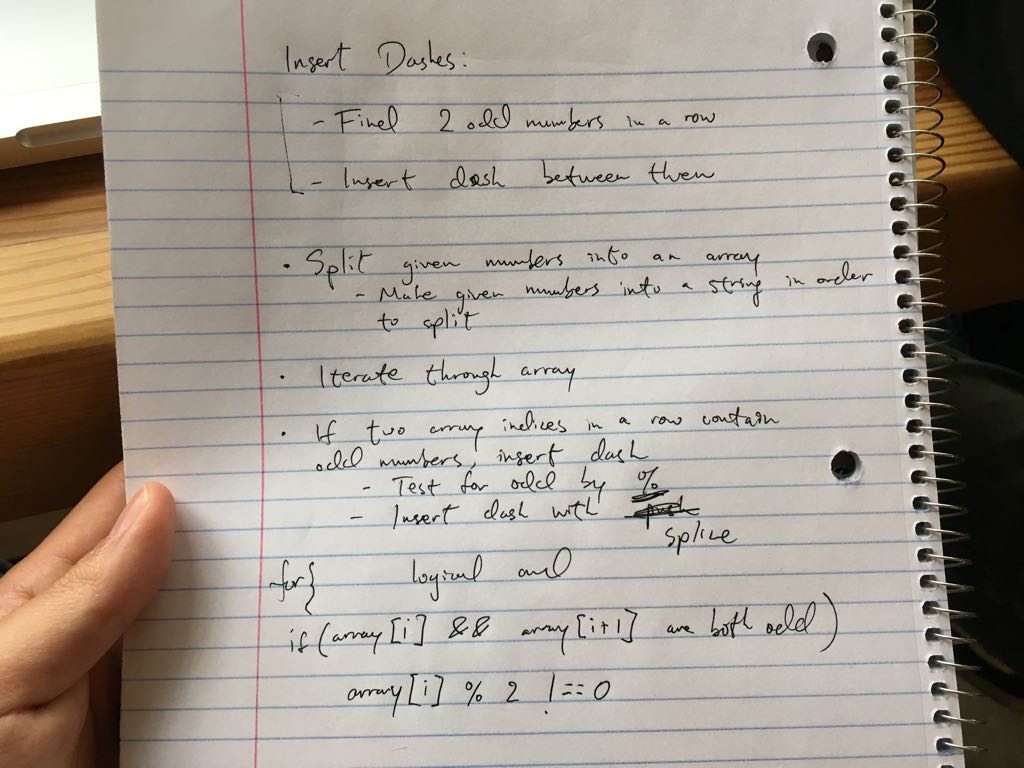 Insert Dashes:
- Find 2 odd numbers in a row
- Insert dash between them
• Split given numbers into an array
- Make given numbers into a string in order
to split
• Iterate through array
• If two array indices in a row contain
odd numbers, insert dash
- Test for odd by %
- Insert dash with push
splice
for{ logical and
if (array[i] && array[i+1] are both odd)
array[i] % 2 !== 0